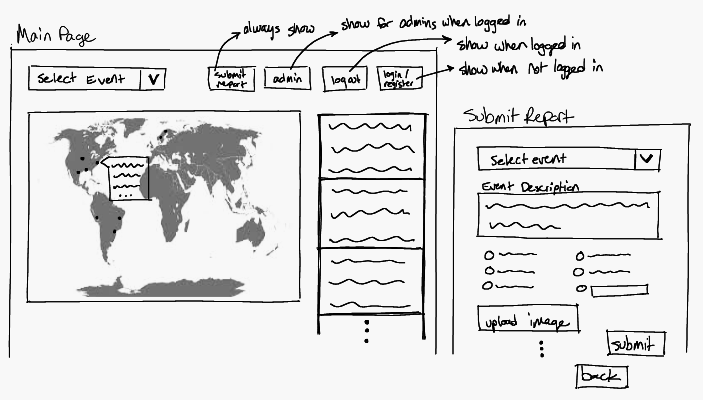 Main Page
always show
show for admins when logged in
show when logged in
show when not logged in
Select Event
submit
report
admin
logout
login /
register
Submit Report
Select event
Event Description
upload image
submit
back